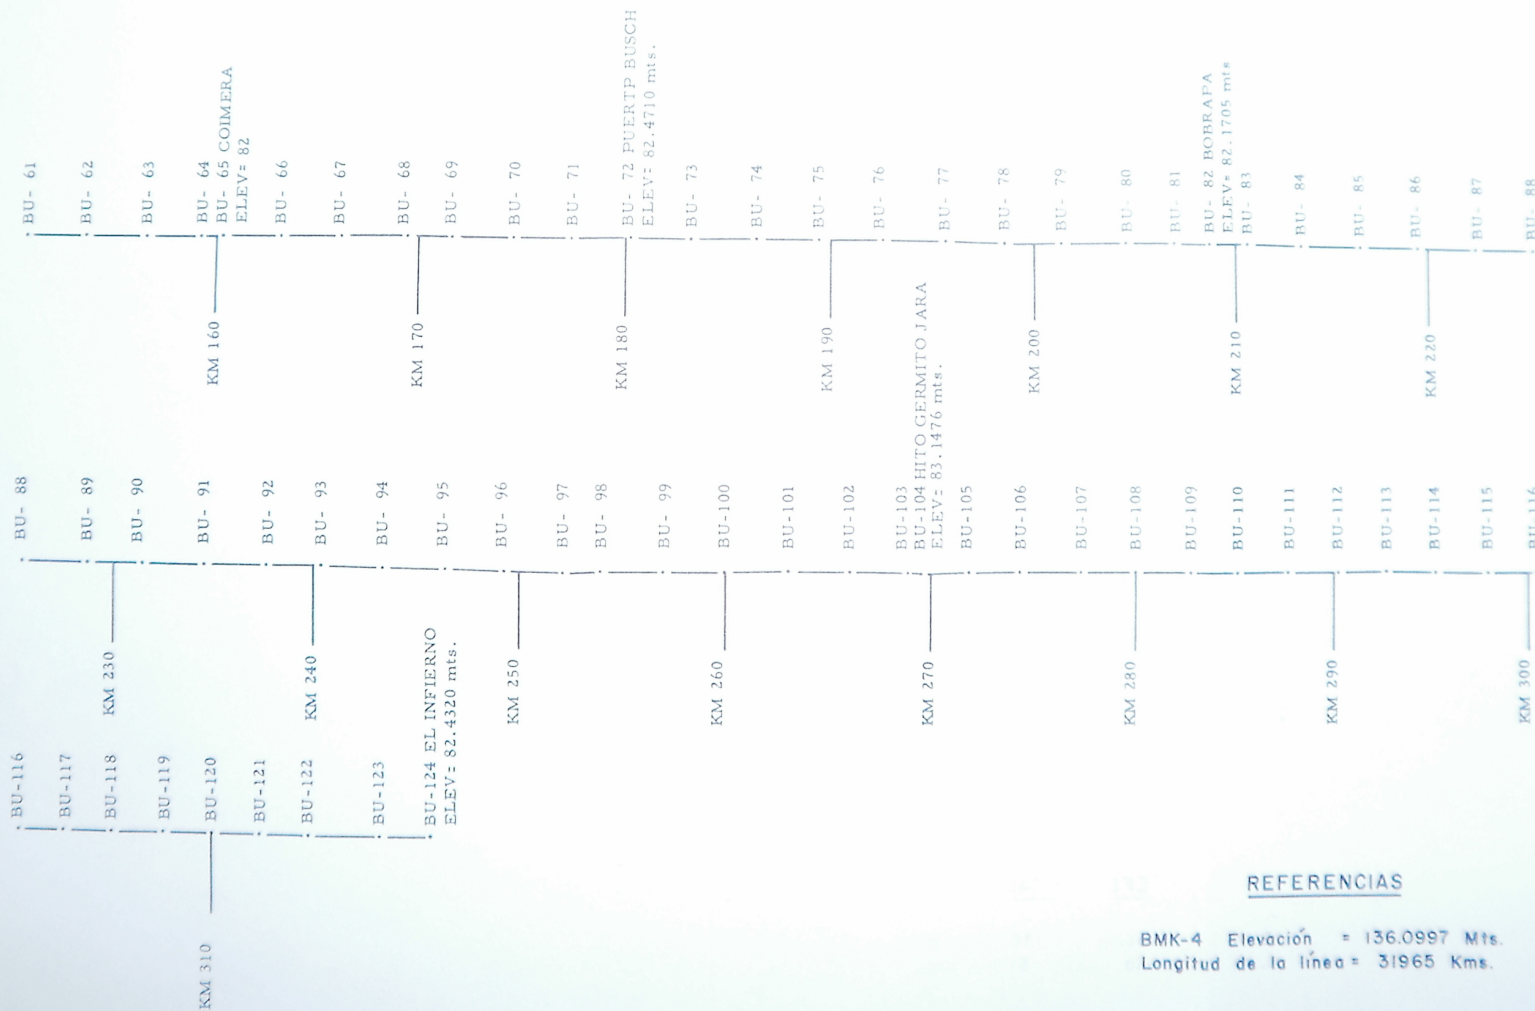 BU- 61
BU- 62
BU- 63
BU- 64
BU- 65 COIMERA
ELEV= 82
BU- 66
BU- 67
BU- 68
BU- 69
BU- 70
BU- 71
BU- 72 PUERTP BUSCH
ELEV= 82.4710 mts.
BU- 73
BU- 74
BU- 75
BU- 76
BU- 77
BU- 78
BU- 79
BU- 80
BU- 81
BU- 82 BOBRAPA
ELEV= 82.1705 mts
BU- 83
BU- 84
BU- 85
BU- 86
BU- 87
BU- 88
KM 160
KM 170
KM 180
KM 190
KM 200
KM 210
KM 220
BU- 88
BU- 89
BU- 90
BU- 91
BU- 92
BU- 93
BU- 94
BU- 95
BU- 96
BU- 97
BU- 98
BU- 99
BU-100
BU-101
BU-102
BU-103
BU-104 HITO GERMITO JARA
ELEV= 83.1476 mts.
BU-105
BU-106
BU-107
BU-108
BU-109
BU-110
BU-111
BU-112
BU-113
BU-114
BU-115
BU-116
KM 230
KM 240
KM 250
KM 260
KM 270
KM 280
KM 290
KM 300
BU-116
BU-117
BU-118
BU-119
BU-120
BU-121
BU-122
BU-123
BU-124 EL INFIERNO
ELEV= 82.4320 mts.
KM 310
REFERENCIAS
BMK-4 Elevación = 136.0997 Mts.
Longitud de la línea = 31965 Kms.